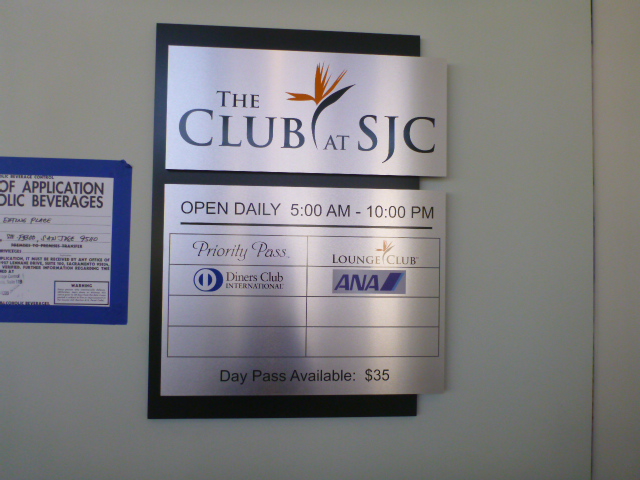 THE
CLUB AT SJC
OPEN DAILY 5:00 AM - 10:00 PM
Priority Pass
LOUNGE CLUB
Diners Club
INTERNATIONAL
ANA
Day Pass Available: $35
OF APPLICATION
OLIC BEVERAGES
WARNING